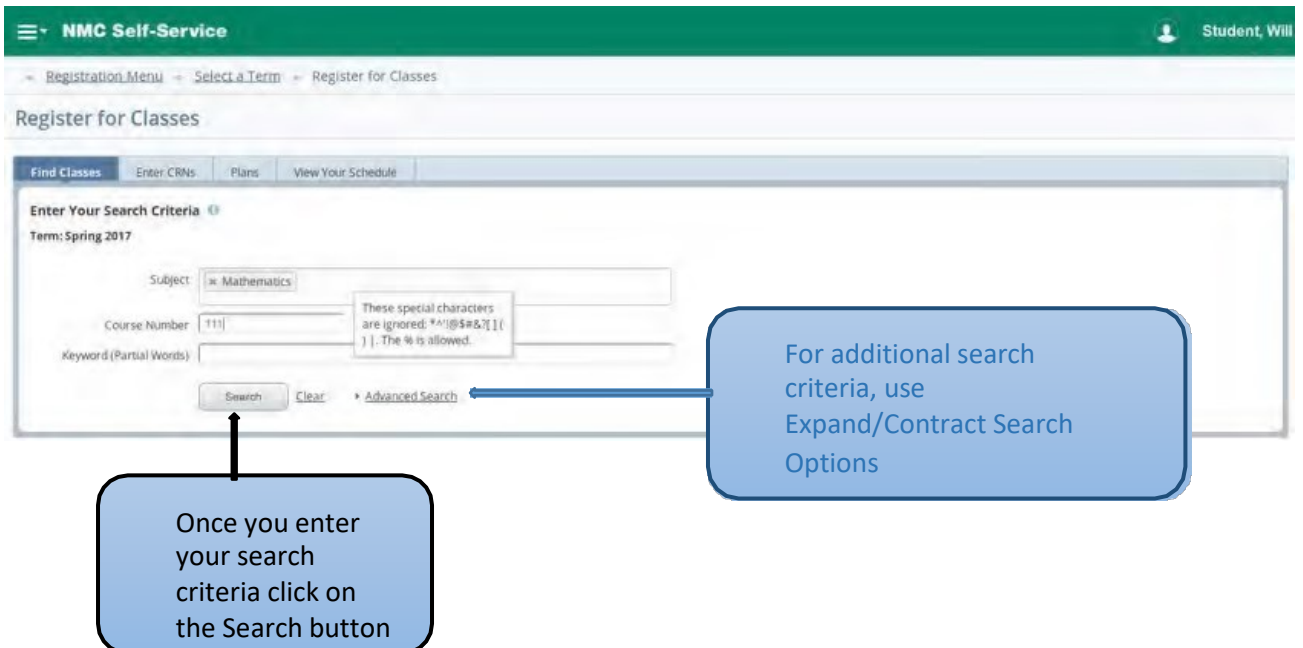 NMC Self-Service
Student, Will
Registration Menu Select a Term Register for Classes
Register for Classes
Find Classes Enter CRNs Plans View Your Schedule
Enter Your Search Criteria
Term: Spring 2017
Subject × Mathematics
Course Number 111
These special characters
are ignored:
The % is allowed.
Keyword (Partial Words)
Search Clear Advanced Search
For additional search
criteria, use
Expand/Contract Search
Options
Once you enter
your search
criteria click on
the Search button